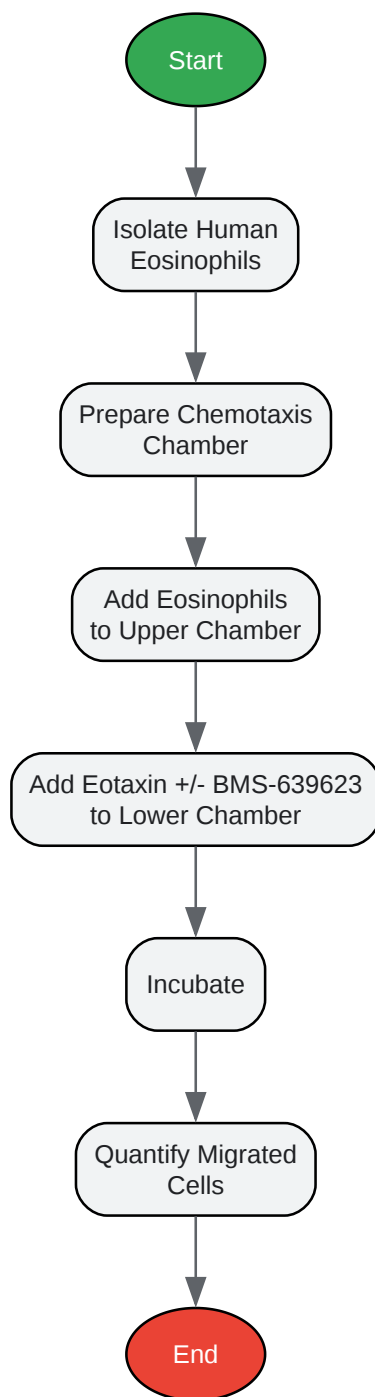 Start
Isolate Human
Eosinophils
Prepare Chemotaxis
Chamber
Add Eosinophils
to Upper Chamber
Add Eotaxin +/- BMS-639623
to Lower Chamber
Incubate
Quantify Migrated
Cells
End